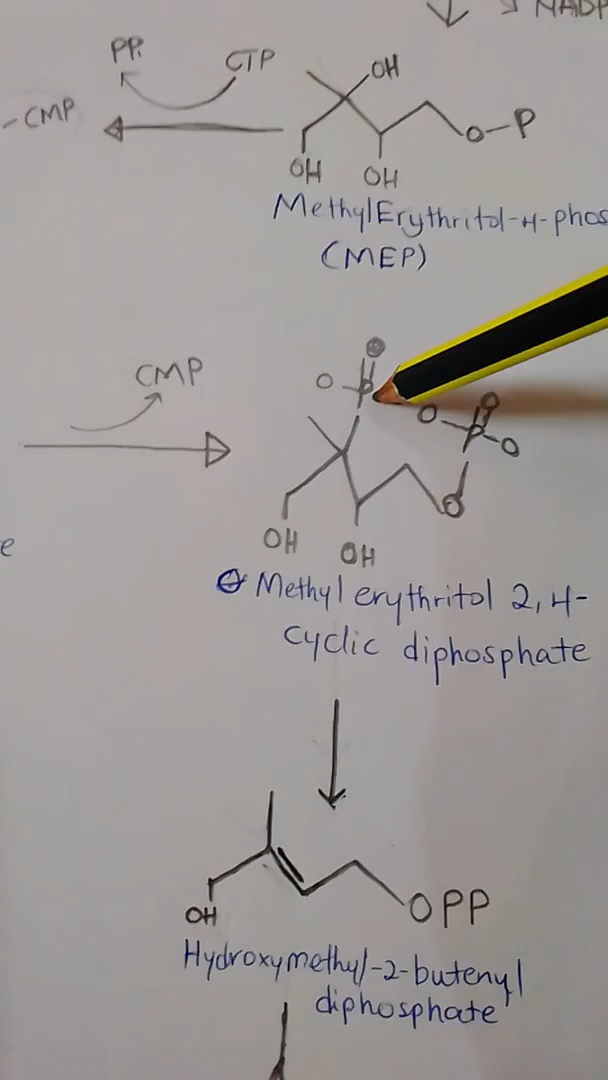 NADP
PPi
CTP
OH
-CMP
O-P
OH
OH
MethylErythritol-4-phos
(MEP)
CMP
O
O
P
O
O
P
O
O
OH
OH
e
Methyl erythritol 2,4-
cyclic diphosphate
OPP
OH
Hydroxymethyl-2-butenyl
diphosphate